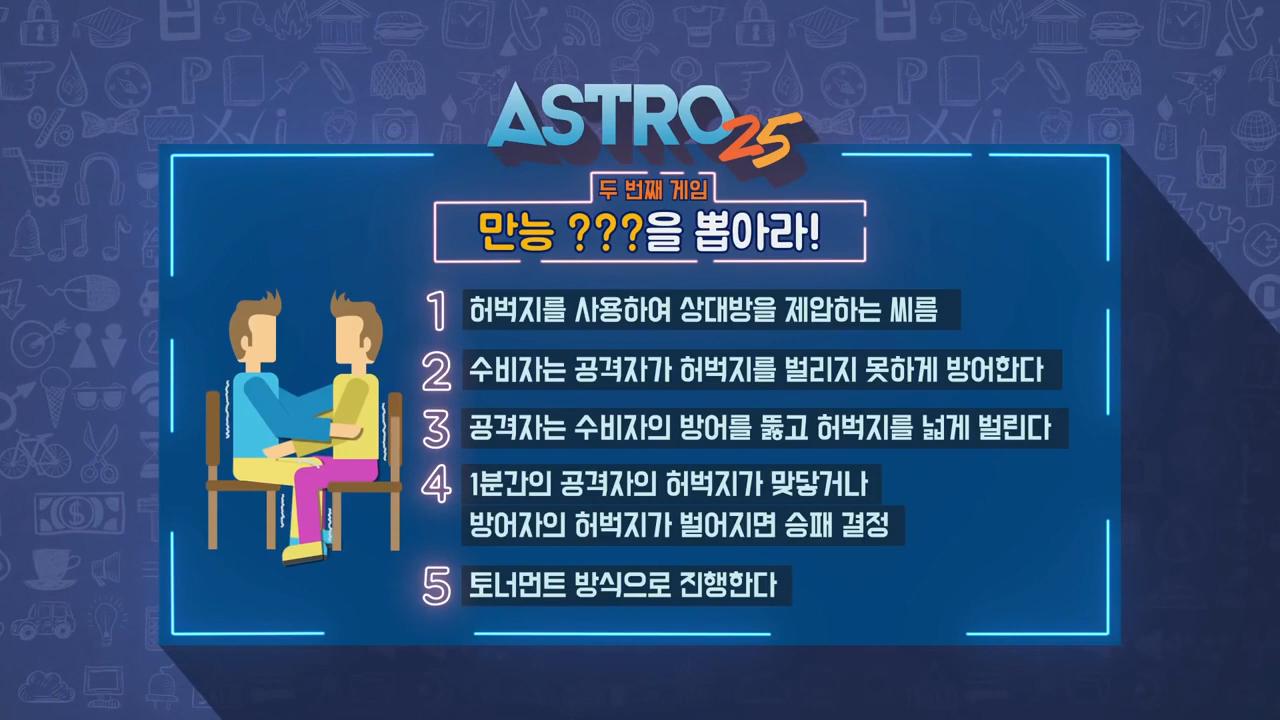 ASTRO 25
두 번째 게임
만능 ???을 뽑아라!
1 허벅지를 사용하여 상대방을 제압하는 씨름
2 수비자는 공격자가 허벅지를 벌리지 못하게 방어한다
3 공격자는 수비자의 방어를 뚫고 허벅지를 넓게 벌린다
4 1분간의 공격자의 허벅지가 맞닿거나
방어자의 허벅지가 벌어지면 승패 결정
5 토너먼트 방식으로 진행한다